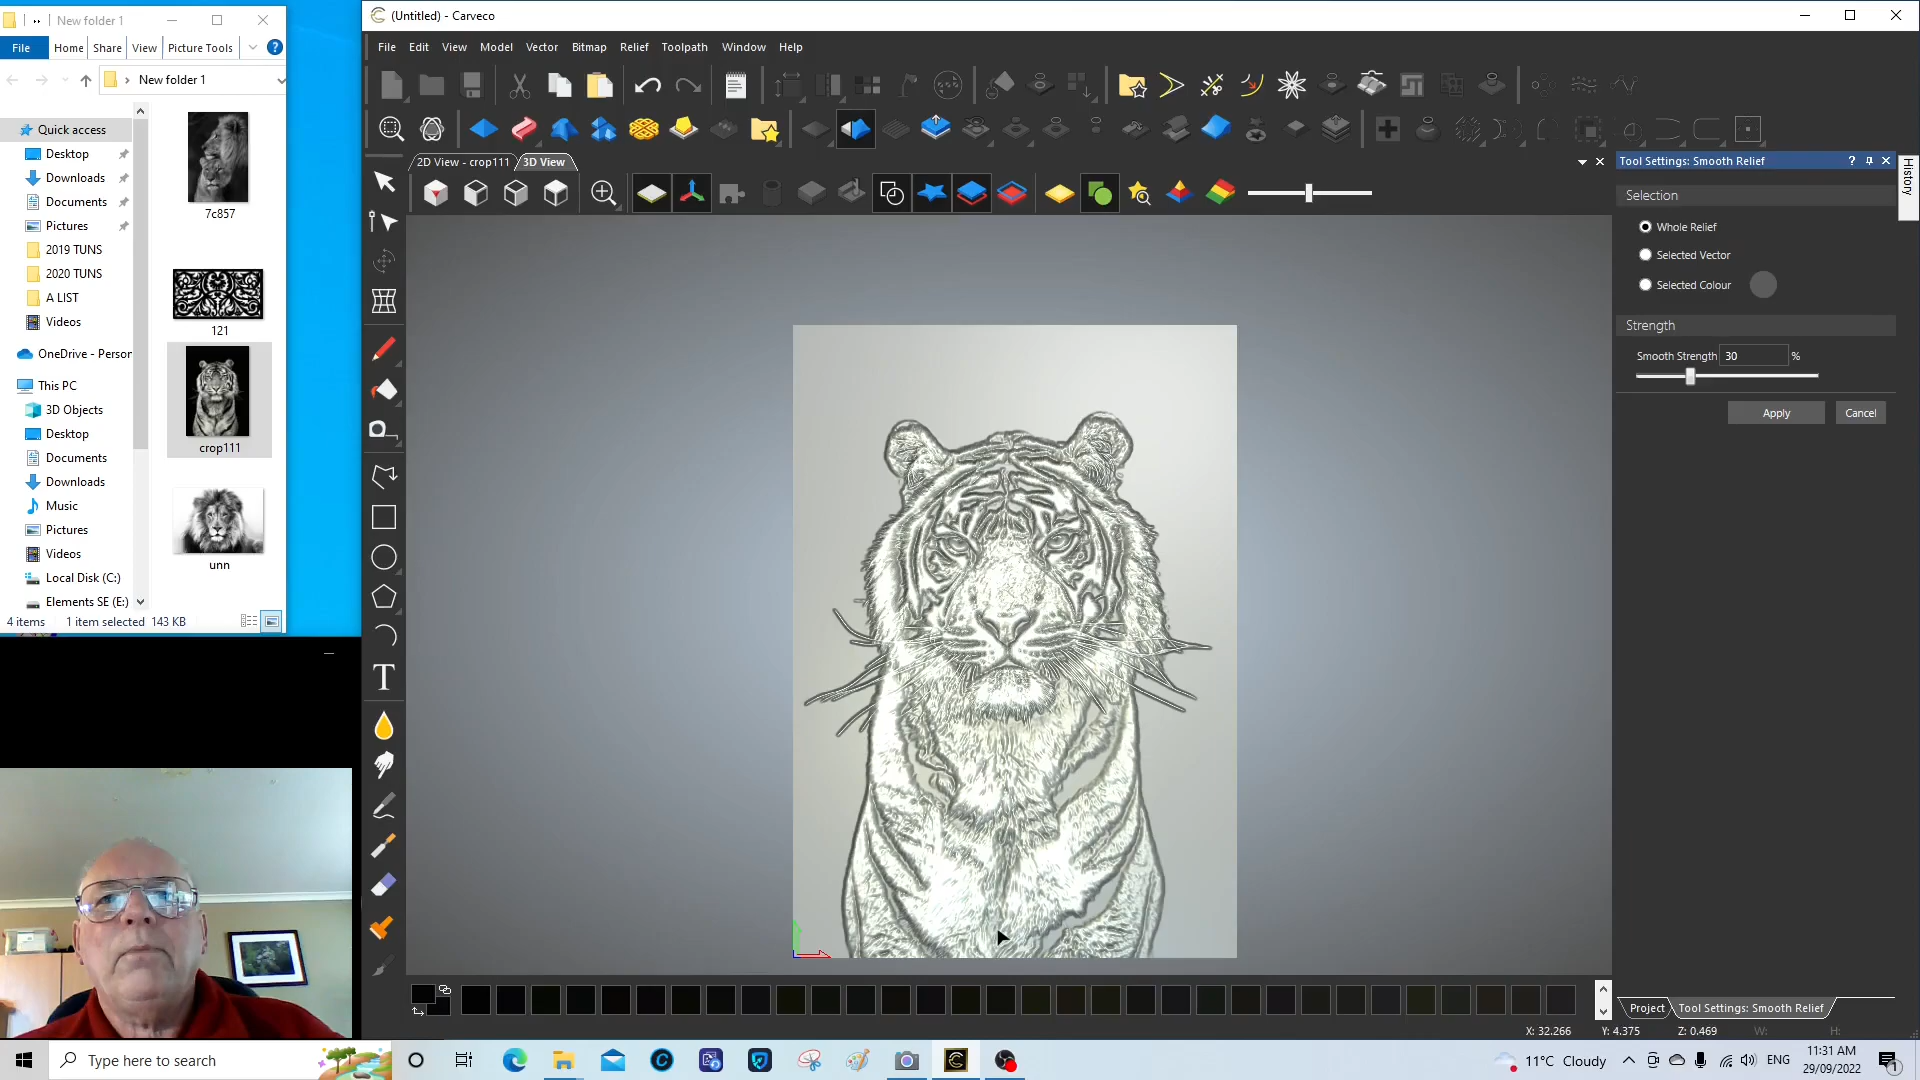 New folder 1
File
Home
Share
View
Picture Tools
New folder 1
Quick access
Desktop
Downloads
Documents
Pictures
2019 TUNS
2020 TUNS
A LIST
Videos
OneDrive - Person
This PC
3D Objects
Desktop
Documents
Downloads
Music
Pictures
Videos
Local Disk (C:)
Elements SE (E:)
7c857
121
crop111
unn
4 items
1 item selected
143 KB
(Untitled) - Carveco
File
Edit
View
Model
Vector
Bitmap
Relief
Toolpath
Window
Help
2D View - crop111
3D View
T
Tool Settings: Smooth Relief
?
History
Selection
Whole Relief
Selected Vector
Selected Colour
Strength
Smooth Strength 30 %
Apply
Cancel
Project
Tool Settings: Smooth Relief
X: 32.266
Y: 4.375
Z: 0.469
W:
H:
Type here to search
11°C Cloudy
ENG
11:31 AM
29/09/2022
1